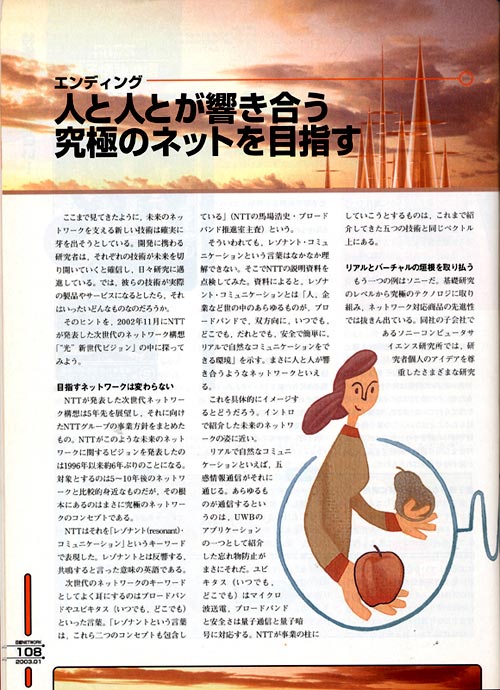 エンディング
人と人とが響き合う
究極のネットを目指す
ここまで見てきたように，未来のネッ
トワークを支える新しい技術は確実に
芽を出そうとしている。開発に携わる
研究者は，それぞれの技術が未来を切
り開いていくと確信し，日々研究に邁
進している。では，彼らの技術が実際
の製品やサービスになるとしたら，それ
はいったいどんなものなのだろうか。
そのヒントを，2002年11月にNTT
が発表した次世代のネットワーク構想
「“光”新世代ビジョン」の中に探って
みよう。
目指すネットワークは変わらない
NTTが発表した次世代ネットワー
ク構想は5年先を展望し，それに向け
たNTTグループの事業方針をまとめた
もの。NTTがこのような未来のネット
ワークに関するビジョンを発表したの
は1996年以来約6年ぶりのことになる。
対象とするのは5～10年後のネットワ
ークと比較的身近なものだが，その根
本にあるのはまさに究極のネットワー
クのコンセプトである。
NTTはそれを「レゾナント(resonant)・
コミュニケーション」というキーワード
で表現した。レゾナントとは反響する，
共鳴すると言った意味の英語である。
次世代のネットワークのキーワード
としてよく耳にするのはブロードバン
ドやユビキタス（いつでも，どこでも）
といった言葉。「レゾナントという言葉
は，これら二つのコンセプトも包含し
ている」（NTTの馬場浩史・ブロード
バンド推進室主査）という。
そういわれても，レゾナント・コミュ
ニケーションという言葉はなかなか理
解できない。そこでNTTの説明資料を
点検してみた。資料によると，レゾナ
ント・コミュニケーションとは「人，企
業など世の中のあらゆるものが，ブロ
ードバンドで，双方向に，いつでも，
どこでも，だれとでも，安全で簡単に，
リアルで自然なコミュニケーションをで
きる環境」を示す。まさに人と人が響
き合うようなネットワークといえ
る。
これを具体的にイメージす
るとどうだろう。イントロ
で紹介した未来のネットワ
ークの姿に近い。
リアルで自然なコミュニ
ケーションといえば，五
感情報通信がそれに
通じる。あらゆるも
のが通信するとい
うのは，UWBの
アプリケーション
の一つとして紹介
した忘れ物防止が
まさにそれだ。ユビ
キタス（いつでも，
どこでも）はマイクロ
波送電，ブロードバンド
と安全さは量子通信と量子暗
号に対応する。NTTが事業の柱に
していこうとするものは，これまで紹
介してきた五つの技術と同じベクトル
上にある。
リアルとバーチャルの垣根を取り払う
もう一つの例はソニーだ。基礎研究
のレベルから究極のテクノロジに取り
組み，ネットワーク対応商品の先進性
では抜きん出ている。同社の子会社で
あるソニーコンピュータサ
イエンス研究所では，研
究者個人のアイデアを尊
重したさまざまな研究
日経NETWORK
108
2003.01